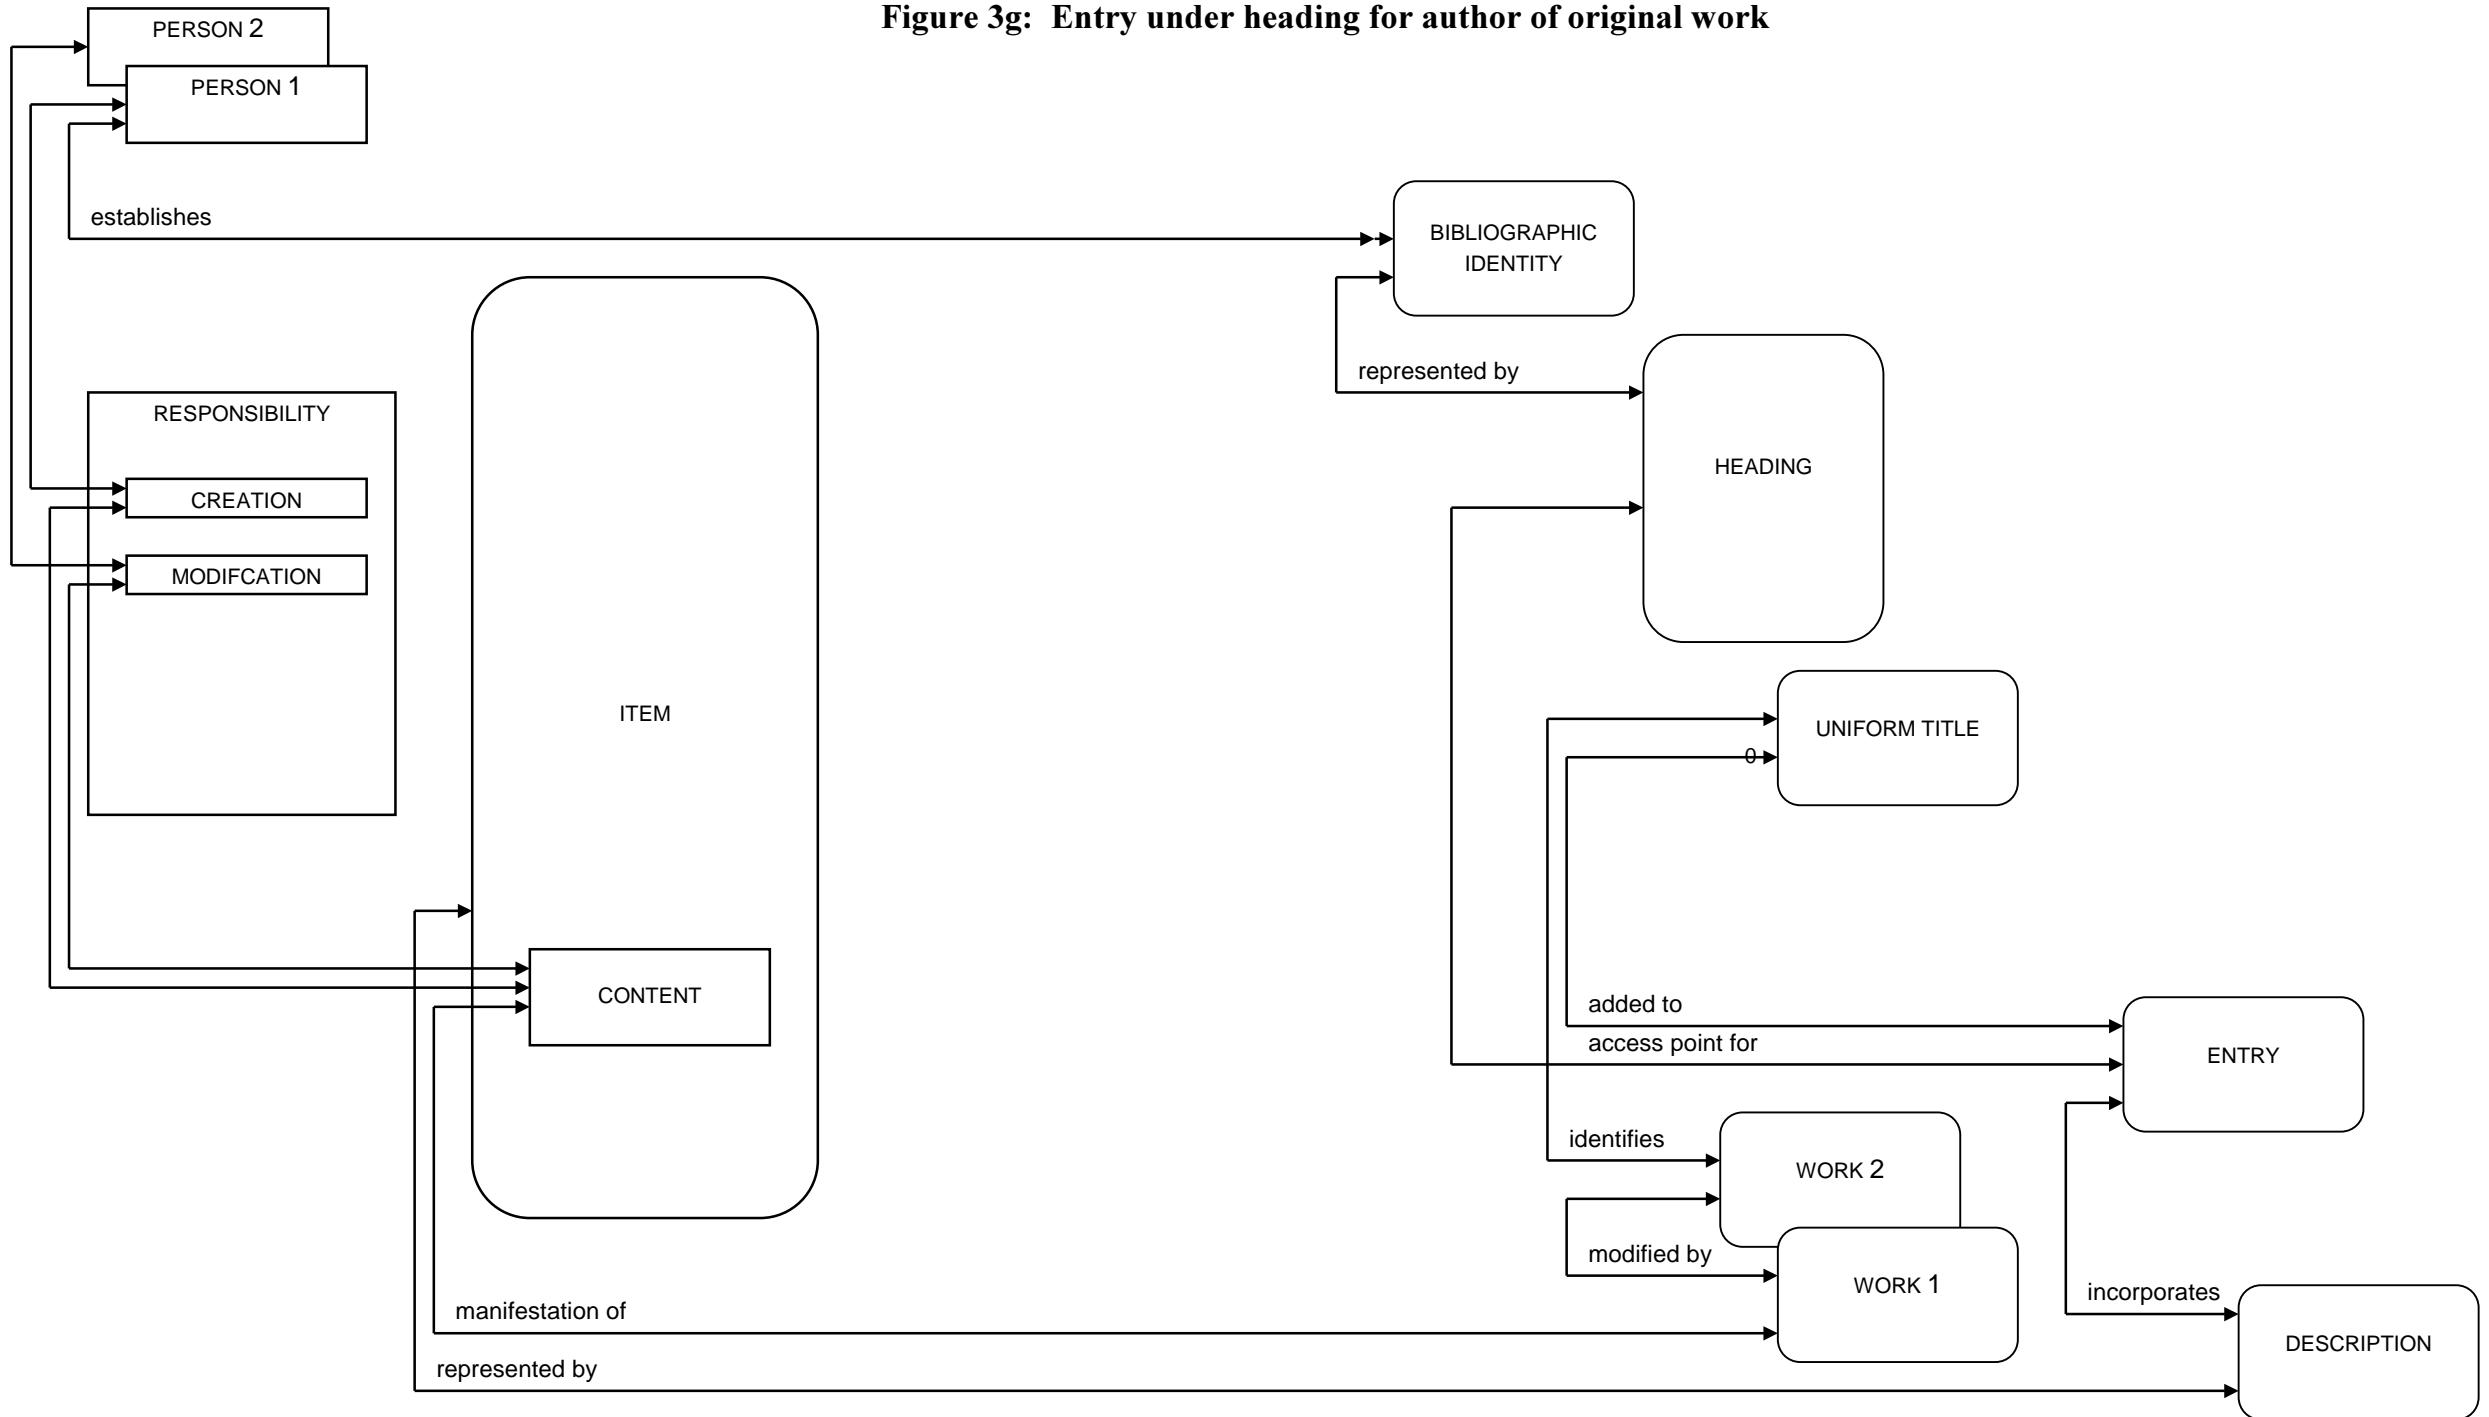 Figure 3g:  Entry under heading for author of original work
PERSON 2
PERSON 1
establishes
BIBLIOGRAPHIC
IDENTITY
represented by
RESPONSIBILITY
HEADING
CREATION
MODIFCATION
ITEM
UNIFORM TITLE
0
CONTENT
added to
access point for
ENTRY
identifies
WORK 2
modified by
WORK 1
incorporates
manifestation of
DESCRIPTION
represented by